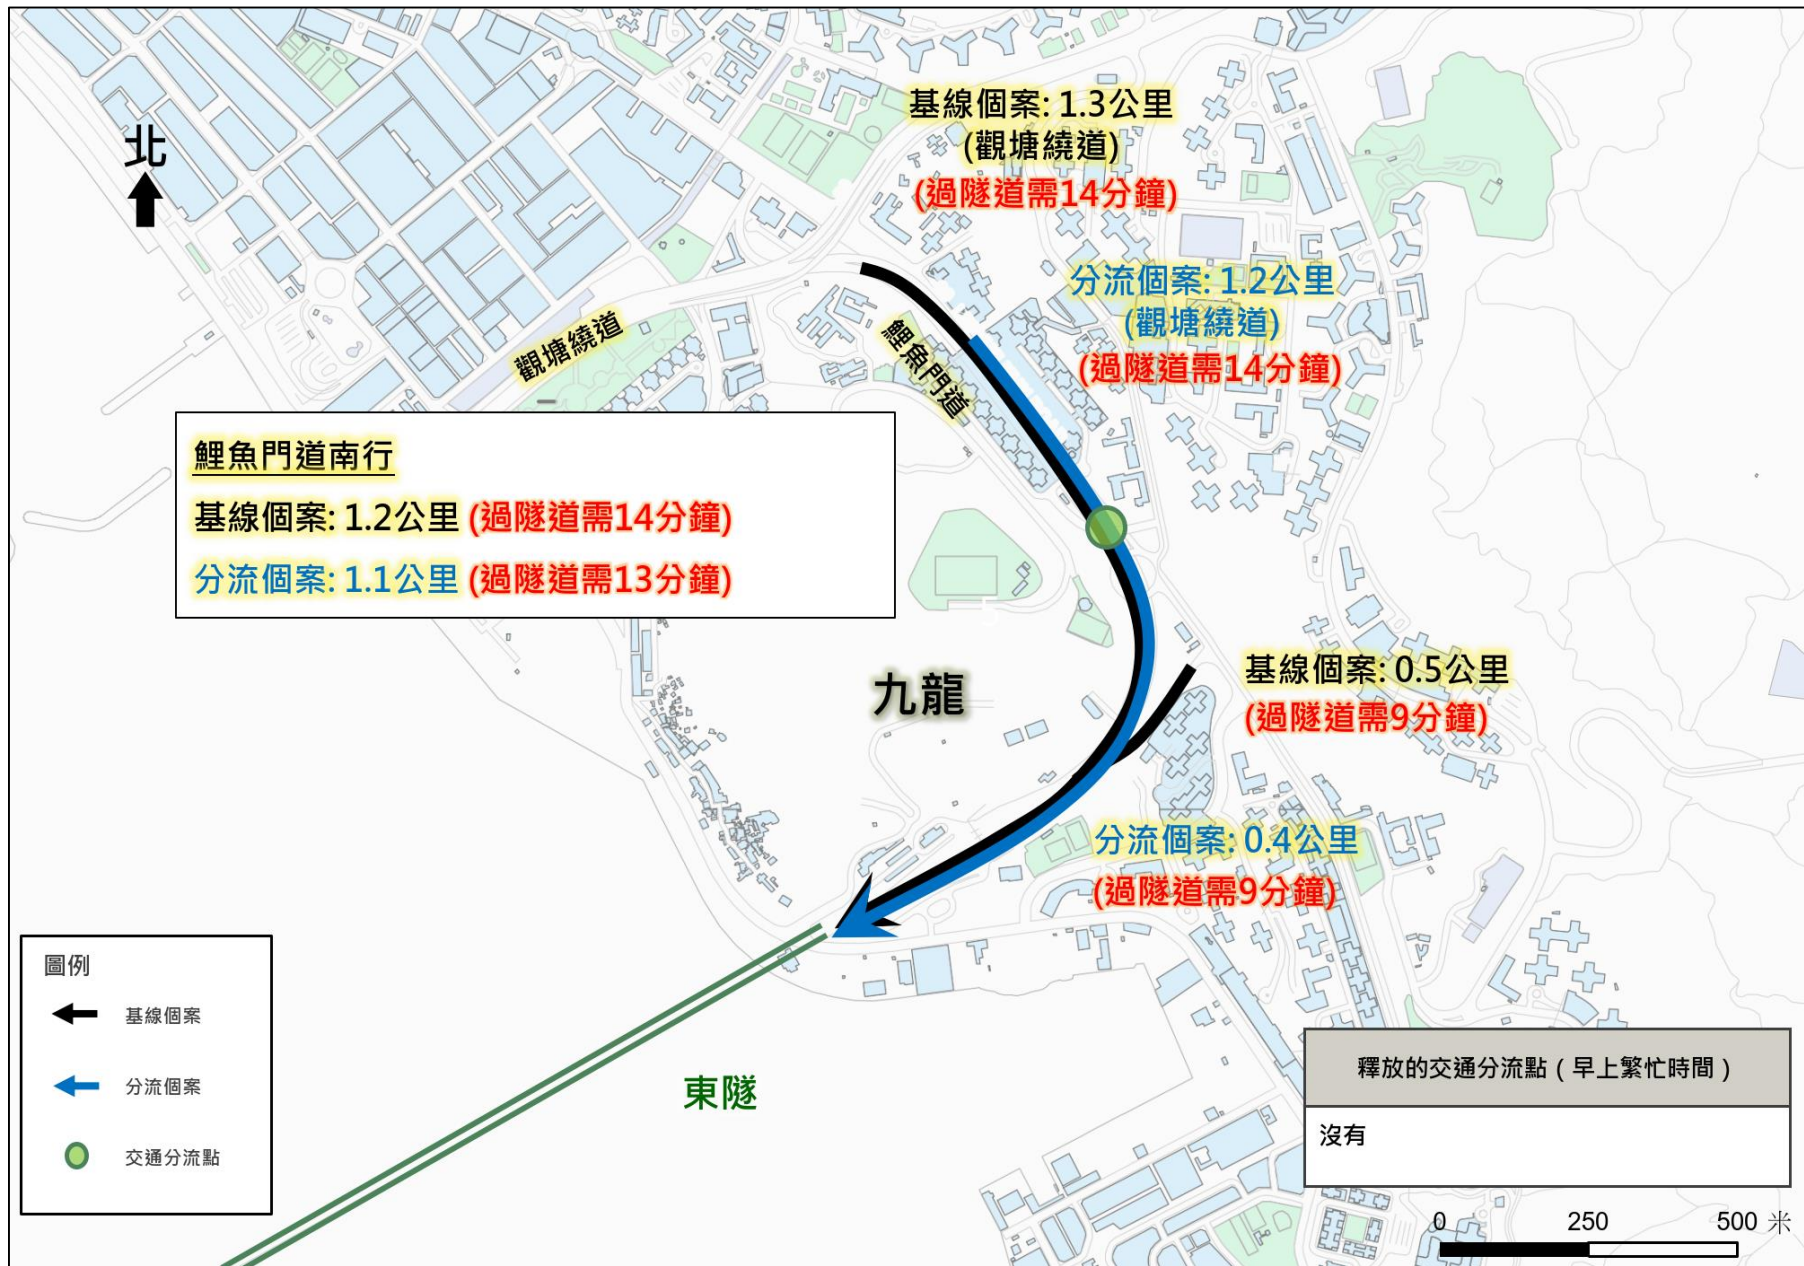 北
基線個案: 1.3公里
(觀塘繞道)
(過隧道需14分鐘)
分流個案: 1.2公里
(觀塘繞道)
(過隧道需14分鐘)
觀塘繞道
鯉魚門道
鯉魚門道南行
基線個案: 1.2公里 (過隧道需14分鐘)
分流個案: 1.1公里 (過隧道需13分鐘)
5
九龍
基線個案: 0.5公里
(過隧道需9分鐘)
分流個案: 0.4公里
(過隧道需9分鐘)
圖例
基線個案
分流個案
交通分流點
東隧
釋放的交通分流點 ( 早上繁忙時間 )
沒有
0 250 500 米